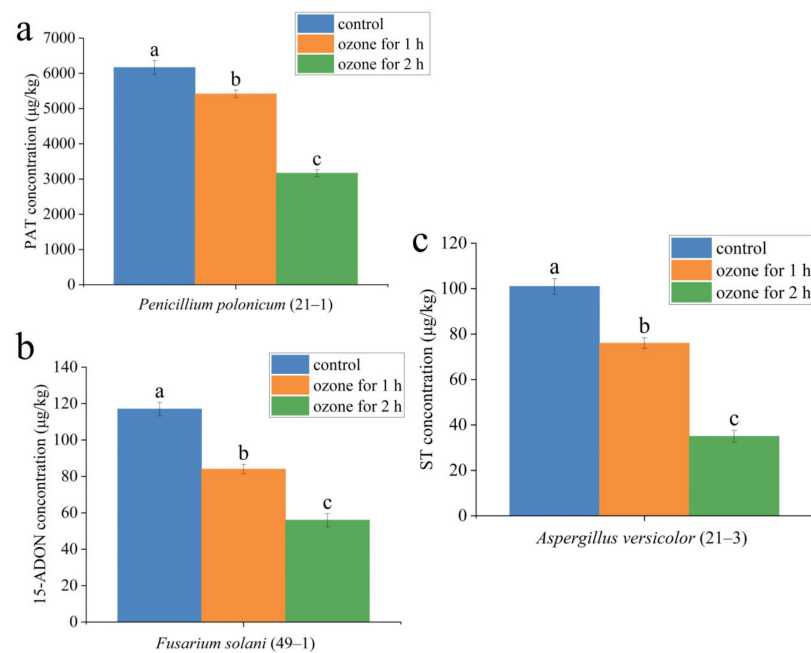 a
control
ozone for 1 h
ozone for 2 h
PAT concentration (μg/kg)
7000
6000
5000
4000
3000
2000
1000
0
a
b
c
Penicillium polonicum (21–1)
b
control
ozone for 1 h
ozone for 2 h
15-ADON concentration (μg/kg)
140
120
100
80
60
40
20
0
a
b
c
Fusarium solani (49–1)
c
control
ozone for 1 h
ozone for 2 h
ST concentration (μg/kg)
120
100
80
60
40
20
0
a
b
c
Aspergillus versicolor (21–3)